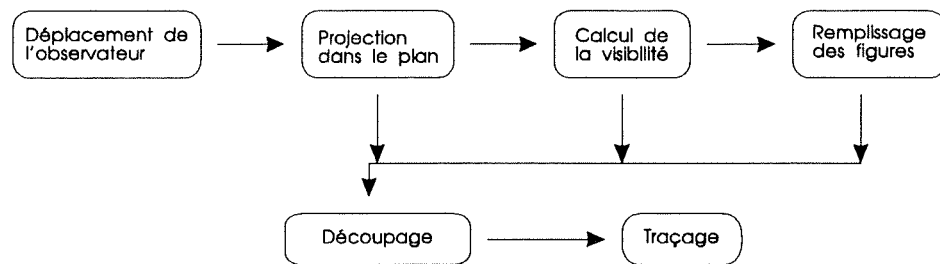 Déplacement de
l'observateur
Projection
dans le plan
Calcul de
la visibilité
Remplissage
des figures
Découpage
Traçage